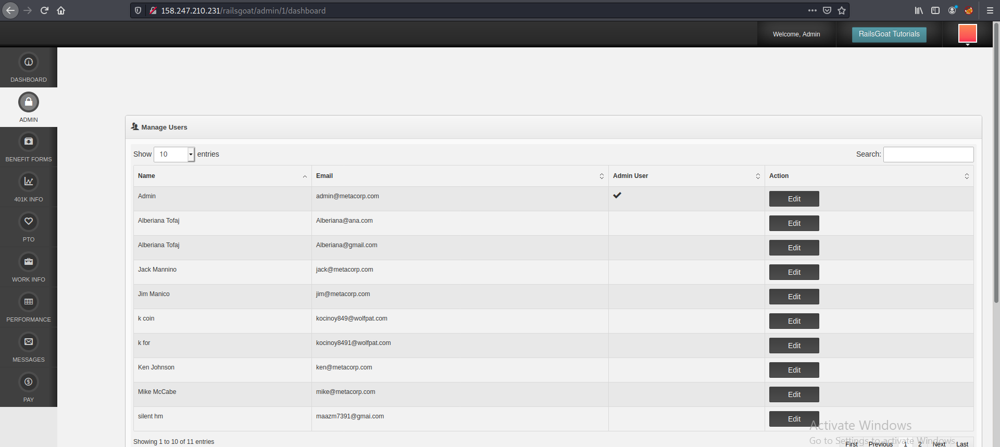 158.247.210.231/railsgoat/admin/1/dashboard
Welcome, Admin
RailsGoat Tutorials
DASHBOARD
ADMIN
BENEFIT FORMS
401K INFO
PTO
WORK INFO
PERFORMANCE
MESSAGES
PAY
Manage Users
Show 10 entries
Search:
Name Email Admin User Action
Admin admin@metacorp.com Edit
Alberiana Tofaj Alberiana@ana.com Edit
Alberiana Tofaj Alberiana@gmail.com Edit
Jack Mannino jack@metacorp.com Edit
Jim Manico jim@metacorp.com Edit
k coin kocinoy849@wolfpat.com Edit
k for kocinoy8491@wolfpat.com Edit
Ken Johnson ken@metacorp.com Edit
Mike McCabe mike@metacorp.com Edit
silent hm maazm7391@gmai.com Edit
Showing 1 to 10 of 11 entries
First Previous 1 2 Next Last
Activate Windows
Go to Settings to activate Windows.